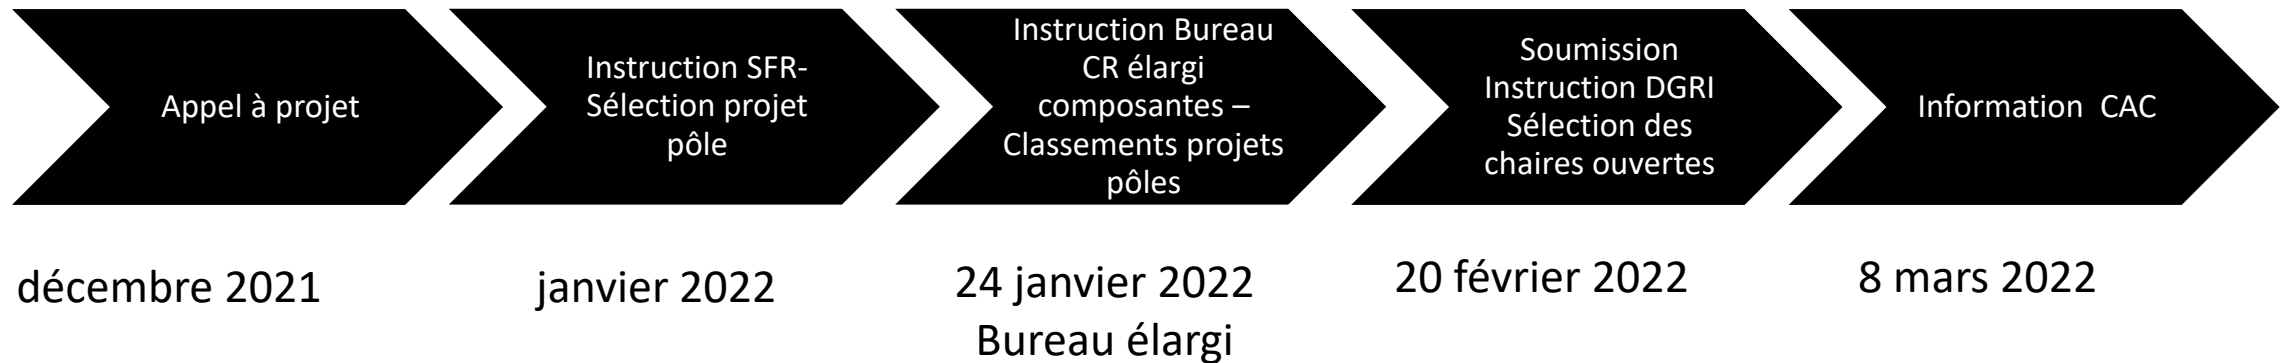 Appel à projet
Instruction SFR-
Sélection projet
pôle
Instruction Bureau
CR élargi
composantes –
Classements projets
pôles
Soumission
Instruction DGRI
Sélection des
chaires ouvertes
Information  CAC
décembre 2021
janvier 2022
24 janvier 2022
Bureau élargi
20 février 2022
8 mars 2022